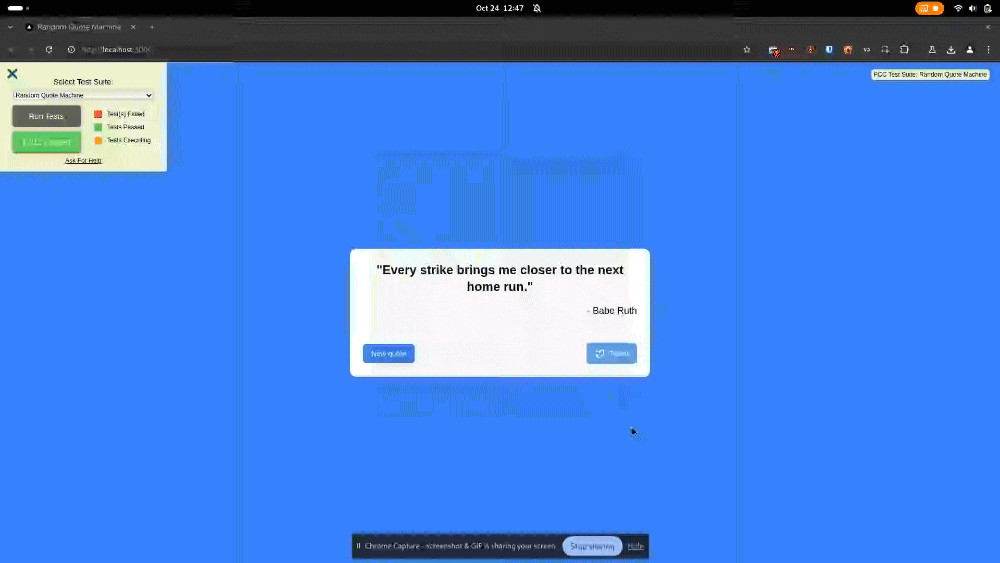 Oct 24 12:47
Random Quote Machine
http://localhost:
FCC Test Suite: Random Quote Machine
Select Test Suite:
Random Quote Machine
Run Tests
Test(s) Failed
Tests Passed
Tests Executing
Ask For Help
"Every strike brings me closer to the next
home run."
- Babe Ruth
New quote
Tweet
Chrome Capture - screenshot & GIF is sharing your screen.
Stop sharing
Hide